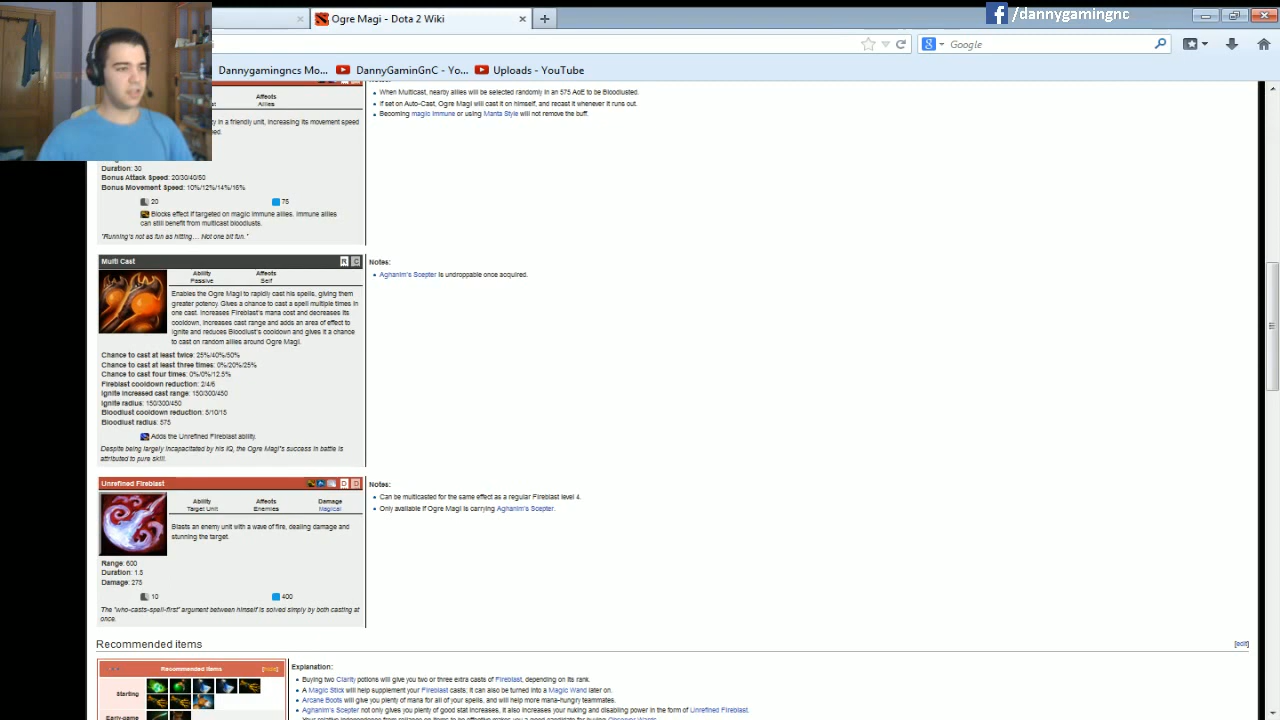 Ogre Magi - Dota 2 Wiki
/dannygamingnc
Google
Dannygamingncs Mo...
DannyGaminGnC - Yo...
Uploads - YouTube
Affects
Allies
When Multicast, nearby allies will be selected randomly in an 575 AoE to be Bloodlusted.
If set on Auto-Cast, Ogre Magi will cast it on himself, and recast it whenever it runs out.
Becoming magic immune or using Manta Style will not remove the buff.
in a friendly unit, increasing its movement speed
Duration: 30
Bonus Attack Speed: 20/30/40/50
Bonus Movement Speed: 10%/12%/14%/16%
20
75
Blocks effect if targeted on magic immune allies. Immune allies
can still benefit from multicast bloodlusts.
"Running's not as fun as hitting... Not one bit fun."
Multi Cast
R C
Ability
Passive
Affects
Self
Enables the Ogre Magi to rapidly cast his spells, giving them
greater potency. Gives a chance to cast a spell multiple times in
one cast. Increases Fireblast's mana cost and decreases its
cooldown, increases cast range and adds an area of effect to
Ignite and reduces Bloodlust's cooldown and gives it a chance
to cast on random allies around Ogre Magi.
Chance to cast at least twice: 25%/40%/50%
Chance to cast at least three times: 0%/20%/25%
Chance to cast four times: 0%/0%/12.5%
Fireblast cooldown reduction: 2/4/6
Ignite increased cast range: 150/300/450
Ignite radius: 150/300/450
Bloodlust cooldown reduction: 5/10/15
Bloodlust radius: 575
Adds the Unrefined Fireblast ability.
Despite being largely incapacitated by his IQ, the Ogre Magi's success in battle is
attributed to pure skill.
Notes:
Aghanim's Scepter is undroppable once acquired.
Unrefined Fireblast
D D
Ability
Target Unit
Affects
Enemies
Damage
Magical
Blasts an enemy unit with a wave of fire, dealing damage and
stunning the target.
Range: 600
Duration: 1.5
Damage: 275
10
400
The "who-casts-spell-first" argument between himself is solved simply by both casting at
once.
Notes:
Can be multicasted for the same effect as a regular Fireblast level 4.
Only available if Ogre Magi is carrying Aghanim's Scepter.
Recommended items
[edit]
Recommended Items
Starting
Early-game
Explanation:
Buying two Clarity potions will give you two or three extra casts of Fireblast, depending on its rank.
A Magic Stick will help supplement your Fireblast casts; it can also be turned into a Magic Wand later on.
Arcane Boots will give you plenty of mana for all of your spells, and will help more mana-hungry teammates.
Aghanim's Scepter not only gives you plenty of good stat increases, it also increases your nuking and disabling power in the form of Unrefined Fireblast.